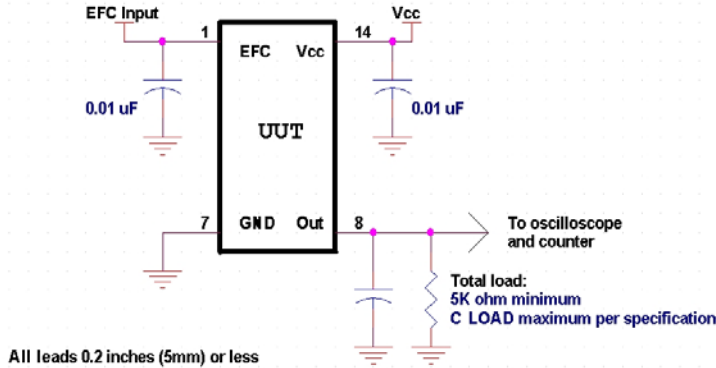 EFC Input
Vcc
1
14
EFC Vcc
0.01 uF
0.01 uF
UUT
7
GND Out
8
To oscilloscope
and counter
Total load:
5K ohm minimum
C LOAD maximum per specification
All leads 0.2 inches (5mm) or less